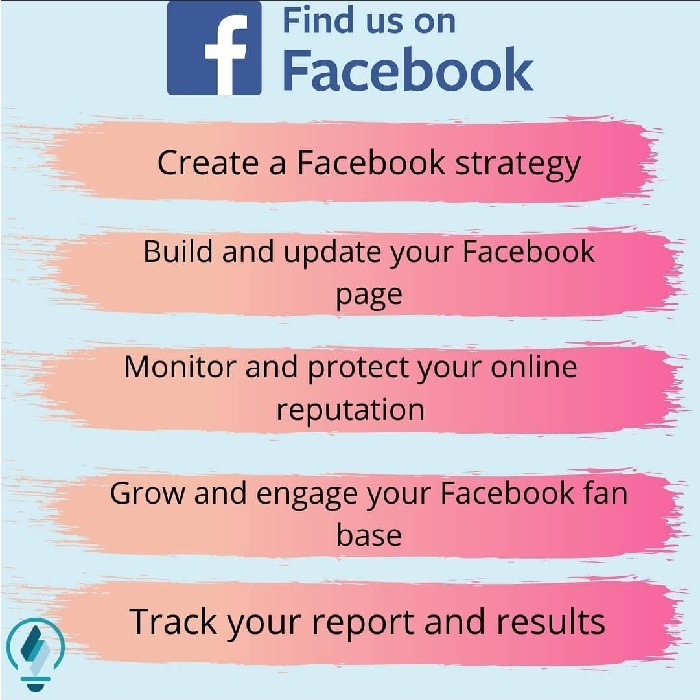 f Find us on
Facebook
Create a Facebook strategy
Build and update your Facebook
page
Monitor and protect your online
reputation
Grow and engage your Facebook fan
base
Track your report and results